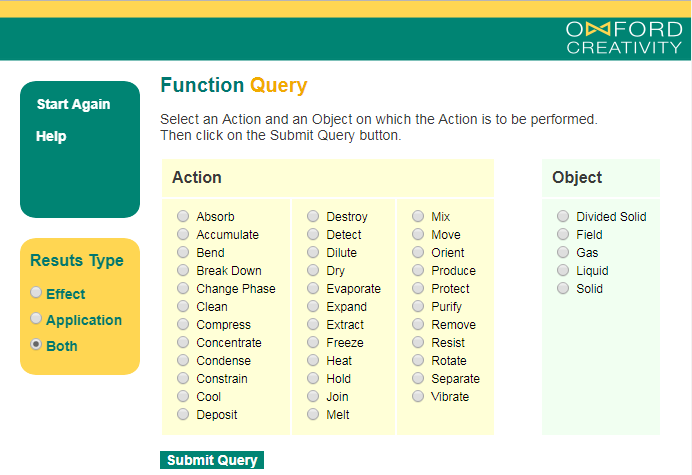 OXFORD
CREATIVITY
Start Again
Help
Resuts Type
Effect
Application
Both
Function Query
Select an Action and an Object on which the Action is to be performed.
Then click on the Submit Query button.
Action
Absorb
Accumulate
Bend
Break Down
Change Phase
Clean
Compress
Concentrate
Condense
Constrain
Cool
Deposit
Destroy
Detect
Dilute
Dry
Evaporate
Expand
Extract
Freeze
Heat
Hold
Join
Melt
Mix
Move
Orient
Produce
Protect
Purify
Remove
Resist
Rotate
Separate
Vibrate
Object
Divided Solid
Field
Gas
Liquid
Solid
Submit Query